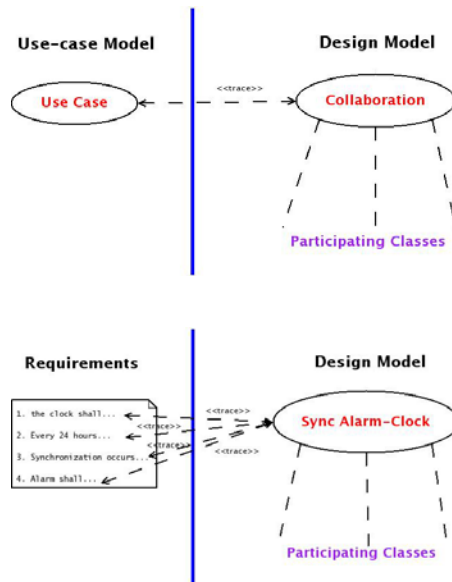 Use-case Model
Design Model
Use Case
<<trace>>
Collaboration
Participating Classes
Requirements
Design Model
1. the clock shall...
2. Every 24 hours...
3. Synchronization occurs...
4. Alarm shall...
<<trace>>
<<trace>>
<<trace>>
<<trace>>
Sync Alarm-Clock
Participating Classes